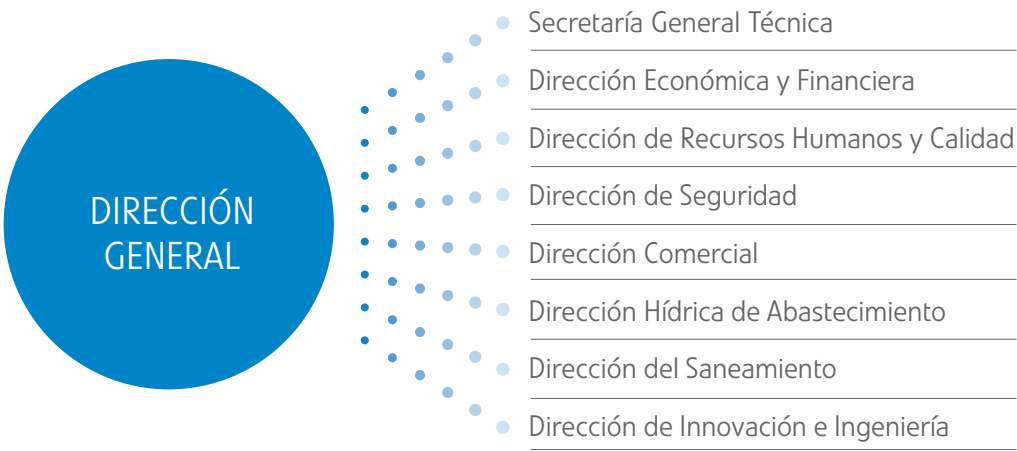 DIRECCIÓN
GENERAL
Secretaría General Técnica
Dirección Económica y Financiera
Dirección de Recursos Humanos y Calidad
Dirección de Seguridad
Dirección Comercial
Dirección Hídrica de Abastecimiento
Dirección del Saneamiento
Dirección de Innovación e Ingeniería